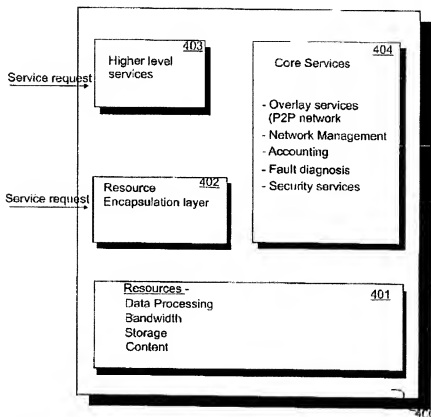 403
Higher level
services
Service request
404
Core Services
- Overlay services
(P2P network
- Network Management
- Accounting
- Fault diagnosis
- Security services
402
Resource
Encapsulation layer
Service request
Resources -
401
Data Processing
Bandwidth
Storage
Content